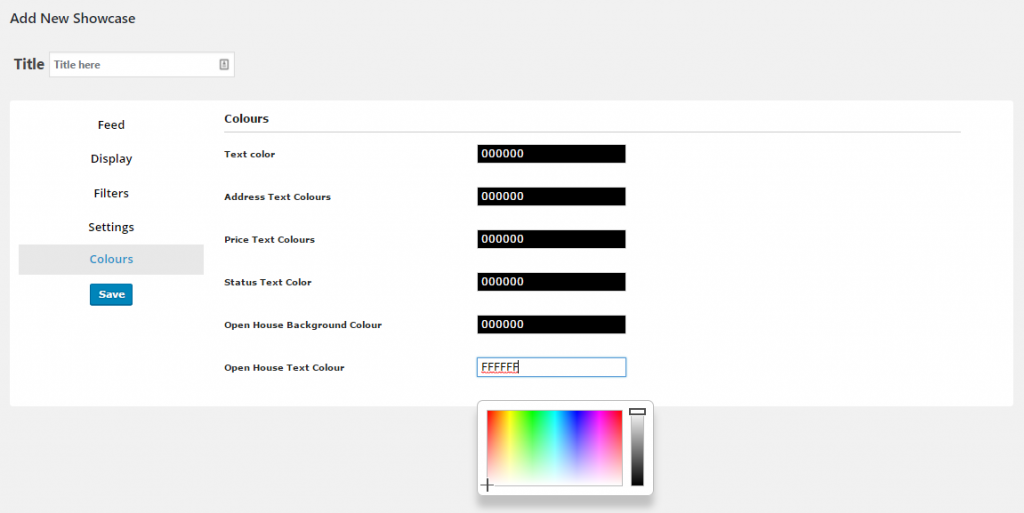 Add New Showcase
Title Title here
Feed
Display
Filters
Settings
Colours
Save
Colours
Text color 000000
Address Text Colours 000000
Price Text Colours 000000
Status Text Color 000000
Open House Background Colour 000000
Open House Text Colour FFFFFF